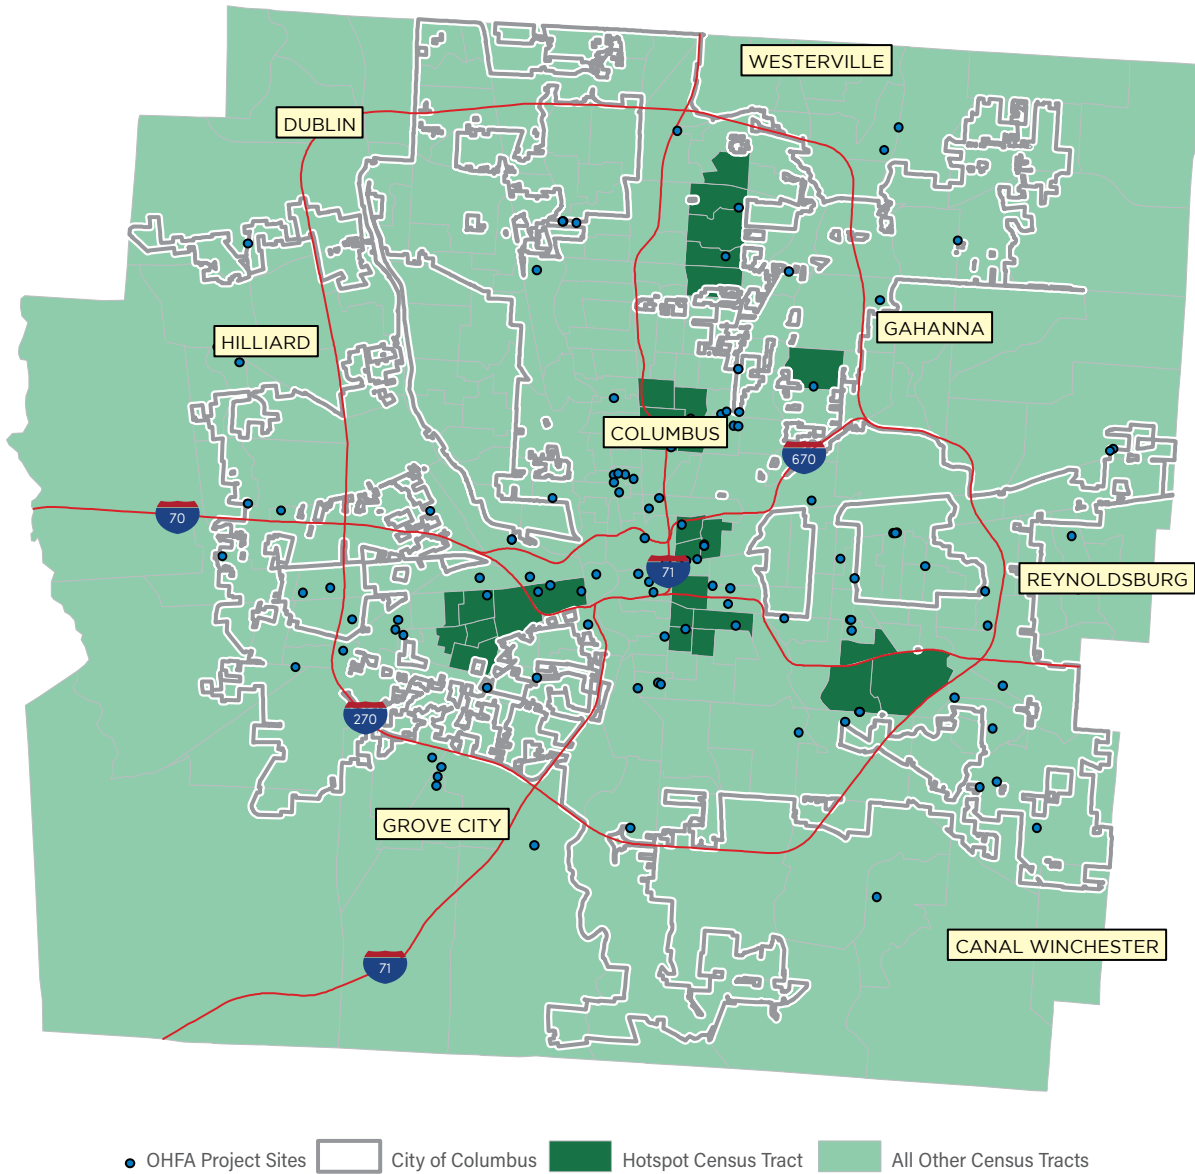 WESTERVILLE
DUBLIN
GAHANNA
HILLIARD
COLUMBUS
670
70
71
REYNOLDSBURG
270
GROVE CITY
CANAL WINCHESTER
71
OHFA Project Sites
City of Columbus
Hotspot Census Tract
All Other Census Tracts